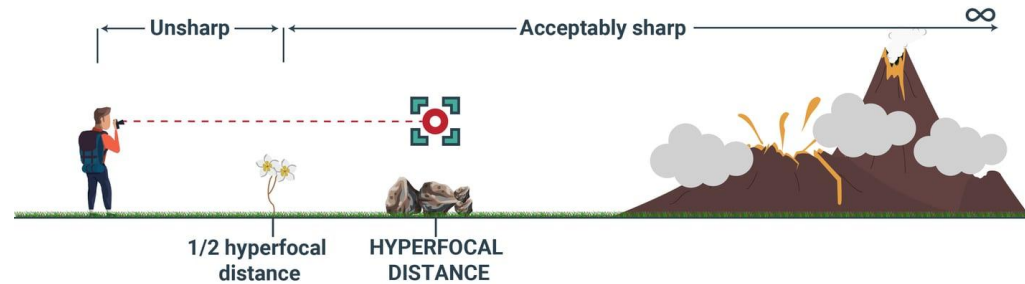 Unsharp
Acceptably sharp
∞
1/2 hyperfocal
distance
HYPERFOCAL
DISTANCE